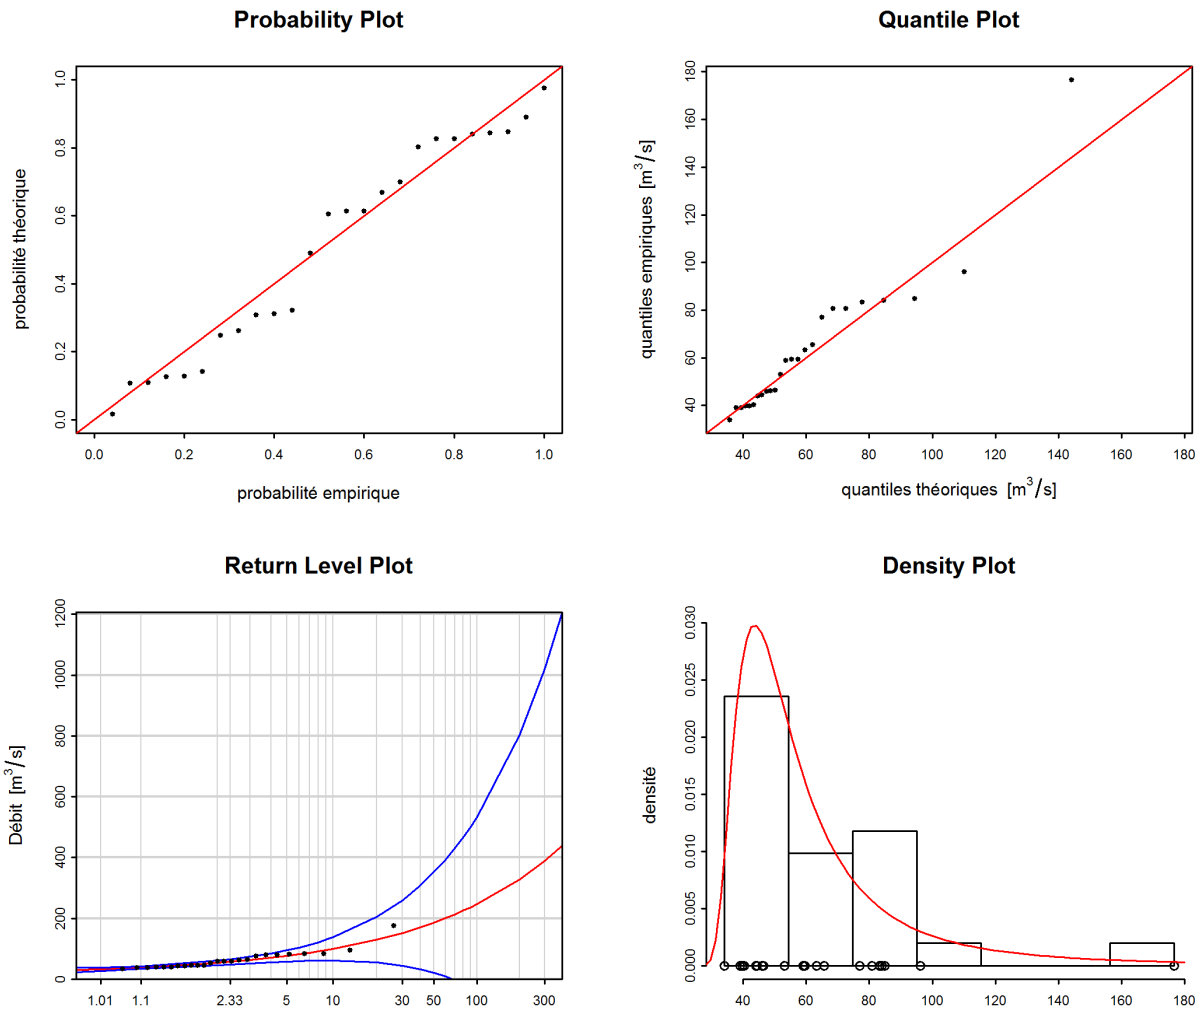 Probability Plot
probabilité théorique
1.0
0.8
0.6
0.4
0.2
0.0
0.0 0.2 0.4 0.6 0.8 1.0
probabilité empirique
Quantile Plot
quantiles empiriques [m³/s]
180
160
140
120
100
80
60
40
40 60 80 100 120 140 160 180
quantiles théoriques [m³/s]
Return Level Plot
Débit [m³/s]
1200
1000
800
600
400
200
0
1.01 1.1 2.33 5 10 30 50 100 300
Density Plot
densité
0.030
0.025
0.020
0.015
0.010
0.005
0.000
40 60 80 100 120 140 160 180